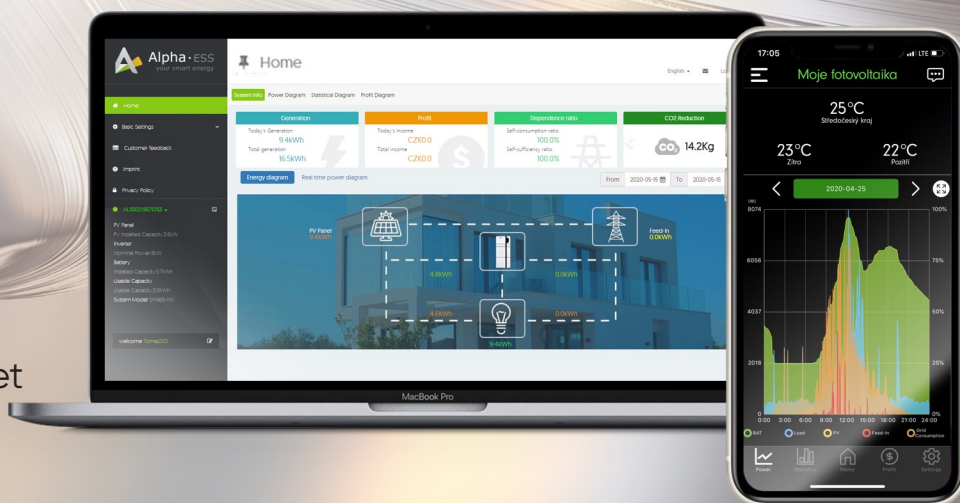 et
Alpha·ESS
your smart energy
Home
English
System Info Power Diagram Statistical Diagram Profit Diagram
Home
Basic Settings
Customer feedback
Imprint
Privacy Policy
PV Panel
PV Installed Capacity
Inverter
Battery
Usable Capacity
System Model
welcome
Generation
Today's Generation
9.4kWh
Total generation
16.5kWh
Profit
Today's Income
CZK0.0
Total income
CZK0.0
Dependence ratio
Self-consumption ratio
100.0%
Self-sufficiency ratio
100.0%
CO2 Reduction
CO₂ 14.2Kg
Energy diagram Real time power diagram
From 2020-05-15 To 2020-05-15
PV Panel
9.4kWh
Feed-In
0.0kWh
4.8kWh
0.0kWh
4.6kWh
0.0kWh
9.4kWh
MacBook Pro
17:05
LTE
Moje fotovoltaika
25°C
Středočeský kraj
23°C
Zítra
22°C
Pozítří
2020-04-25
(W)
8074
6056
4037
2018
0
100%
75%
50%
25%
0%
0:00 3:00 6:00 9:00 12:00 15:00 18:00 21:00 24:00
BAT
Load
PV
Feed-In
Grid Consumption
Power
Statistics
Home
Profit
Settings